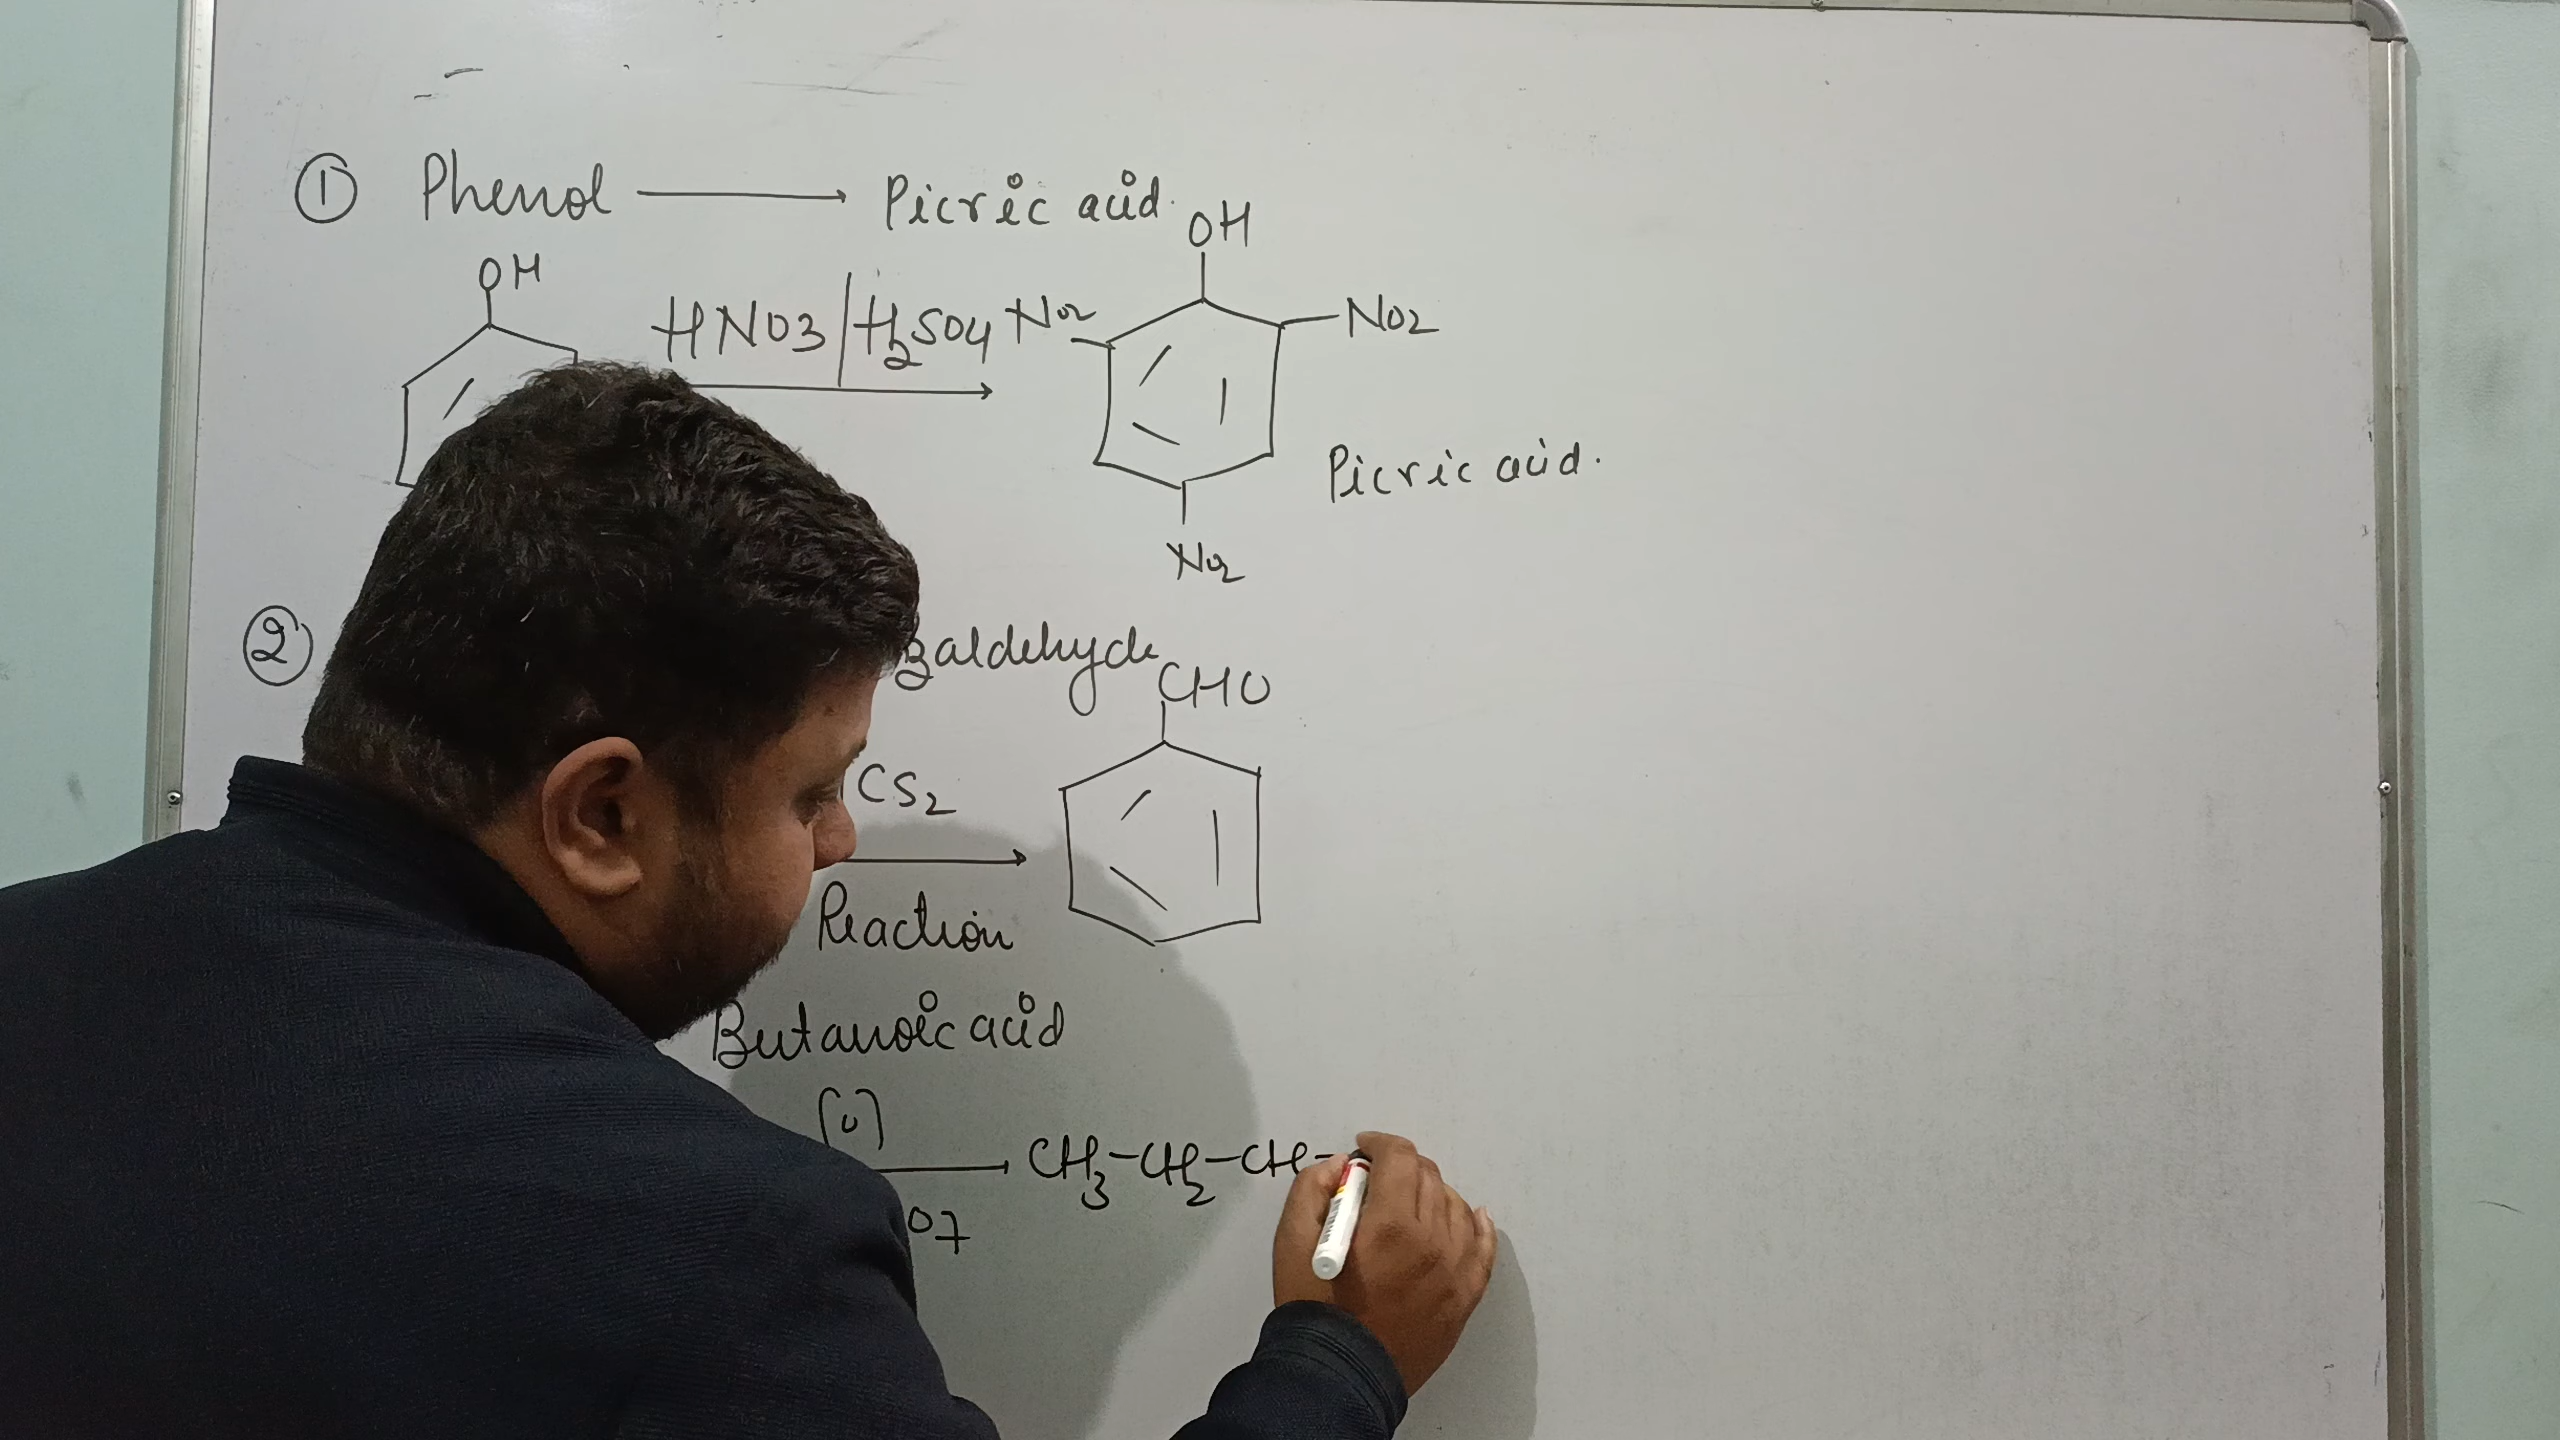 ① Phenol ⟶ Picric acid.
OH
OH
HNO3/H2SO4
NO2
NO2
Picric acid.
NO2
②
zaldehyde
CHO
CS2
Reaction
Butanoic acid
[O]
CH3-CH2-CH-
O7